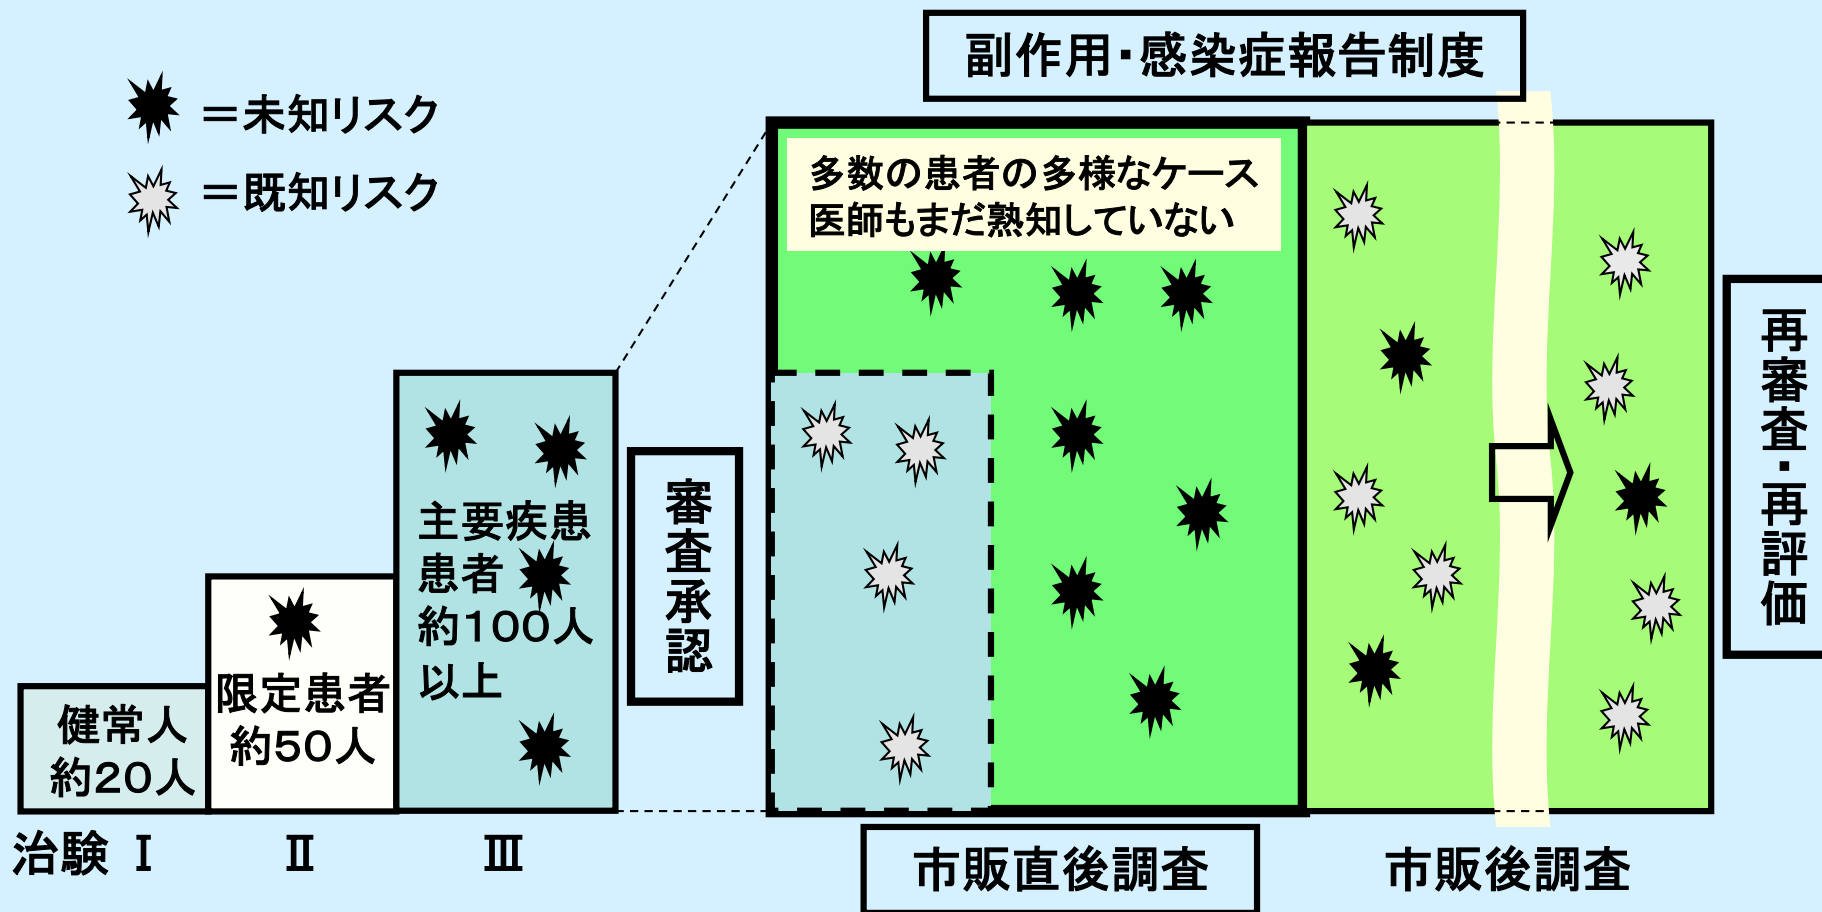 副作用・感染症報告制度
＝未知リスク
＝既知リスク
多数の患者の多様なケース
医師もまだ熟知していない
主要疾患
患者
約100人
以上
限定患者
約50人
健常人
約20人
審査承認
再審査・再評価
治験 Ⅰ
Ⅱ
Ⅲ
市販直後調査
市販後調査